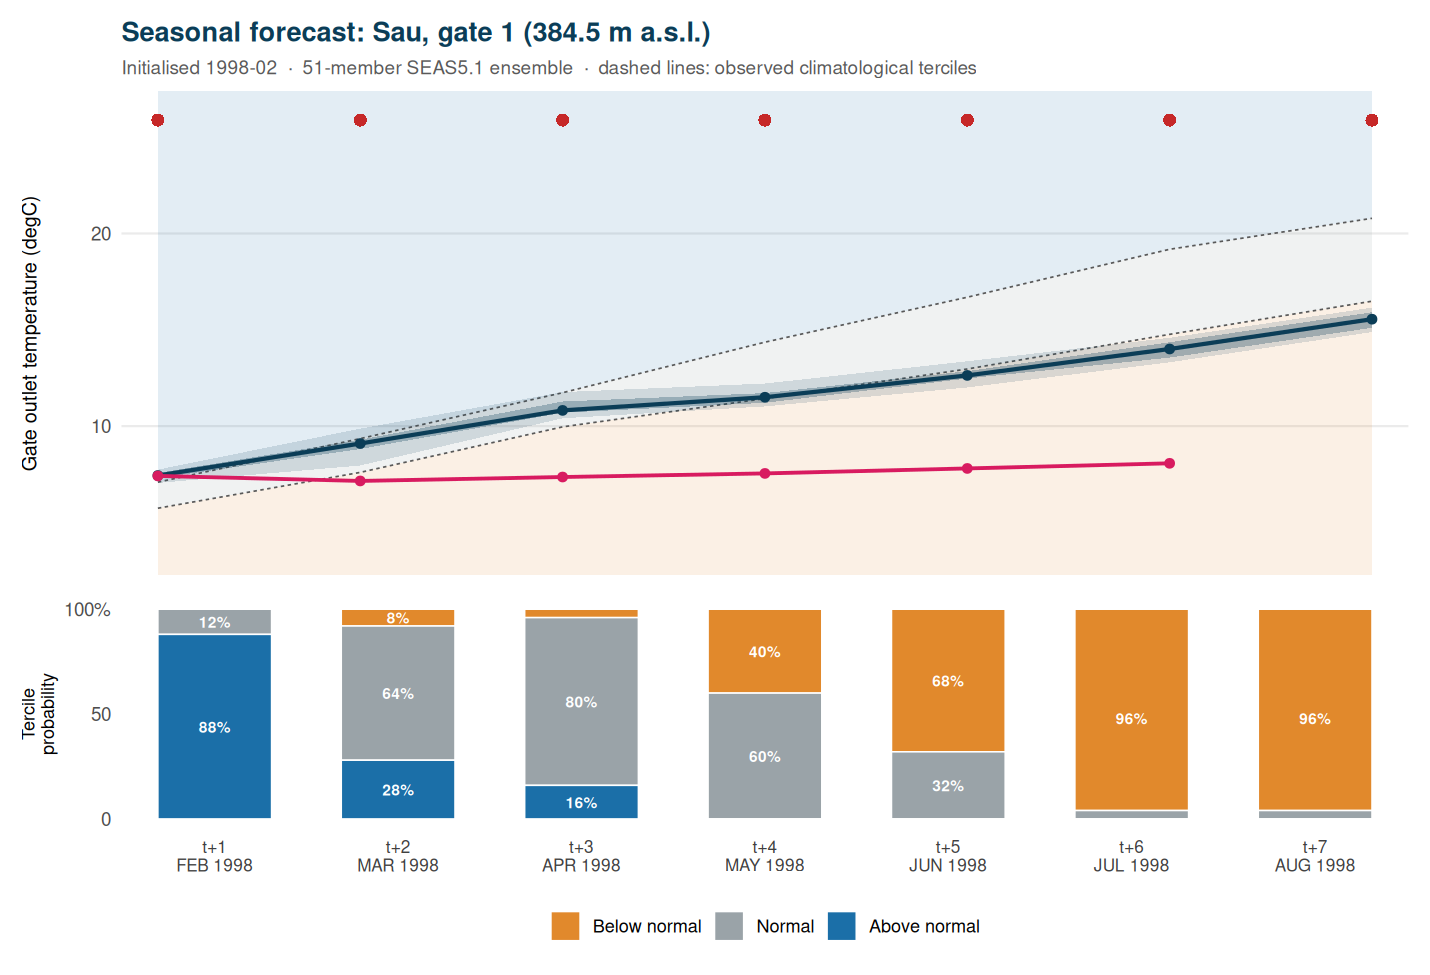 Seasonal forecast: Sau, gate 1 (384.5 m a.s.l.)
Initialised 1998-02 · 51-member SEAS5.1 ensemble · dashed lines: observed climatological terciles
Gate outlet temperature (degC)
20
10
Tercile
probability
100%
50
0
12%
88%
8%
64%
28%
80%
16%
40%
60%
68%
32%
96%
96%
t+1
FEB 1998
t+2
MAR 1998
t+3
APR 1998
t+4
MAY 1998
t+5
JUN 1998
t+6
JUL 1998
t+7
AUG 1998
Below normal
Normal
Above normal